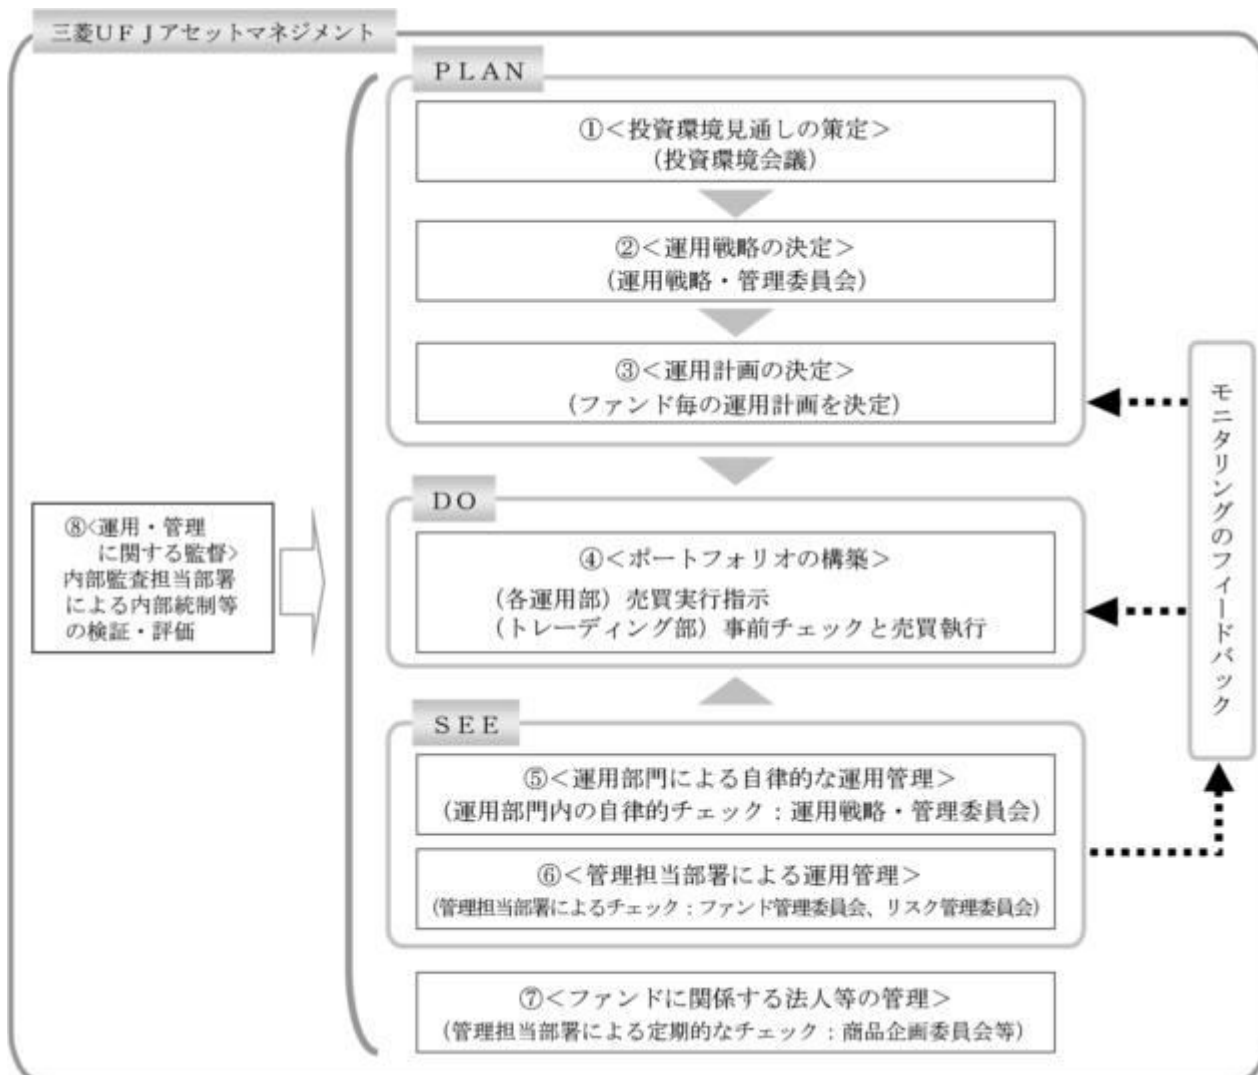 三菱UFJアセットマネジメント
PLAN
①<投資環境見通しの策定>
(投資環境会議)
②<運用戦略の決定>
(運用戦略・管理委員会)
③<運用計画の決定>
(ファンド毎の運用計画を決定)
DO
④<ポートフォリオの構築>
(各運用部)売買実行指示
(トレーディング部)事前チェックと売買執行
SEE
⑤<運用部門による自律的な運用管理>
(運用部門内の自律的チェック:運用戦略・管理委員会)
⑥<管理担当部署による運用管理>
(管理担当部署によるチェック:ファンド管理委員会、リスク管理委員会)
⑦<ファンドに関係する法人等の管理>
(管理担当部署による定期的なチェック:商品企画委員会等)
⑧<運用・管理
に関する監督>
内部監査担当部署
による内部統制等
の検証・評価
モニタリングのフィードバック